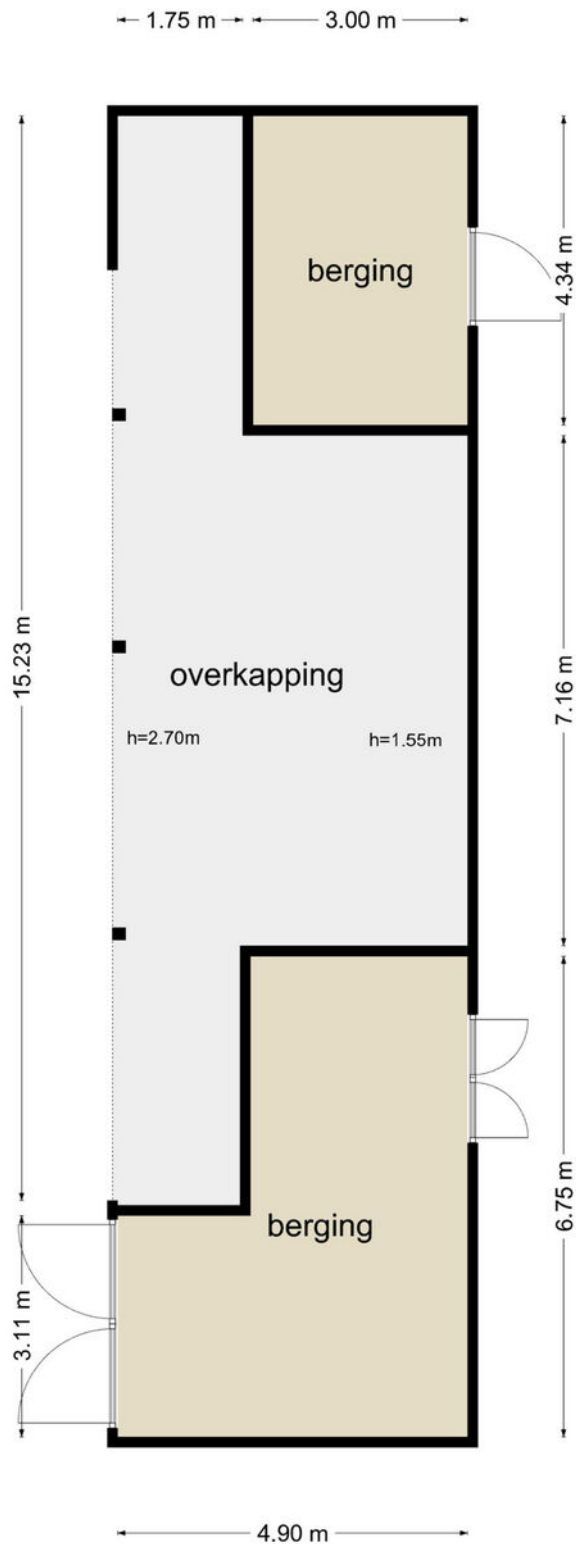 1.75 m
3.00 m
berging
4.34 m
15.23 m
overkapping
7.16 m
h=2.70m
h=1.55m
berging
6.75 m
3.11 m
4.90 m